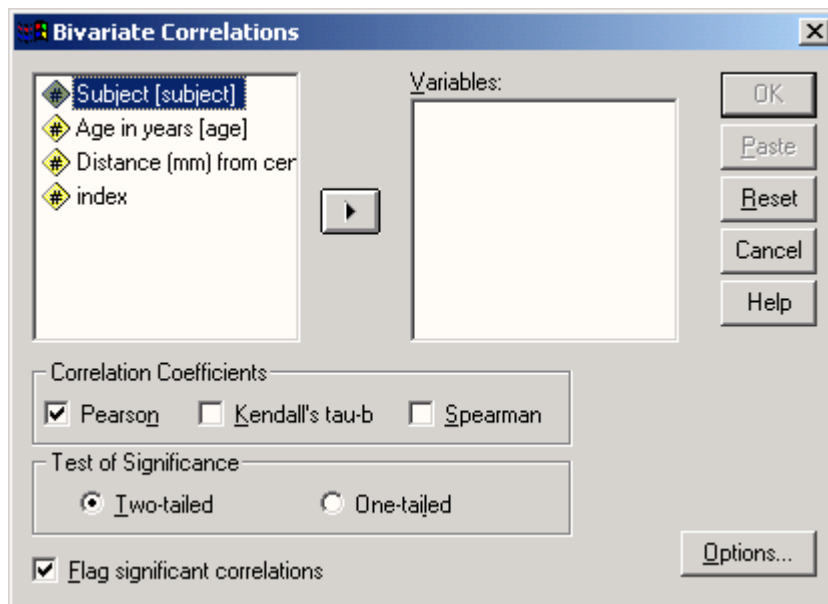 Bivariate Correlations
Subject [subject]
Age in years [age]
Distance (mm) from cer
index
Variables:
OK
Paste
Reset
Cancel
Help
Correlation Coefficients
Pearson
Kendall's tau-b
Spearman
Test of Significance
Two-tailed
One-tailed
Flag significant correlations
Options...